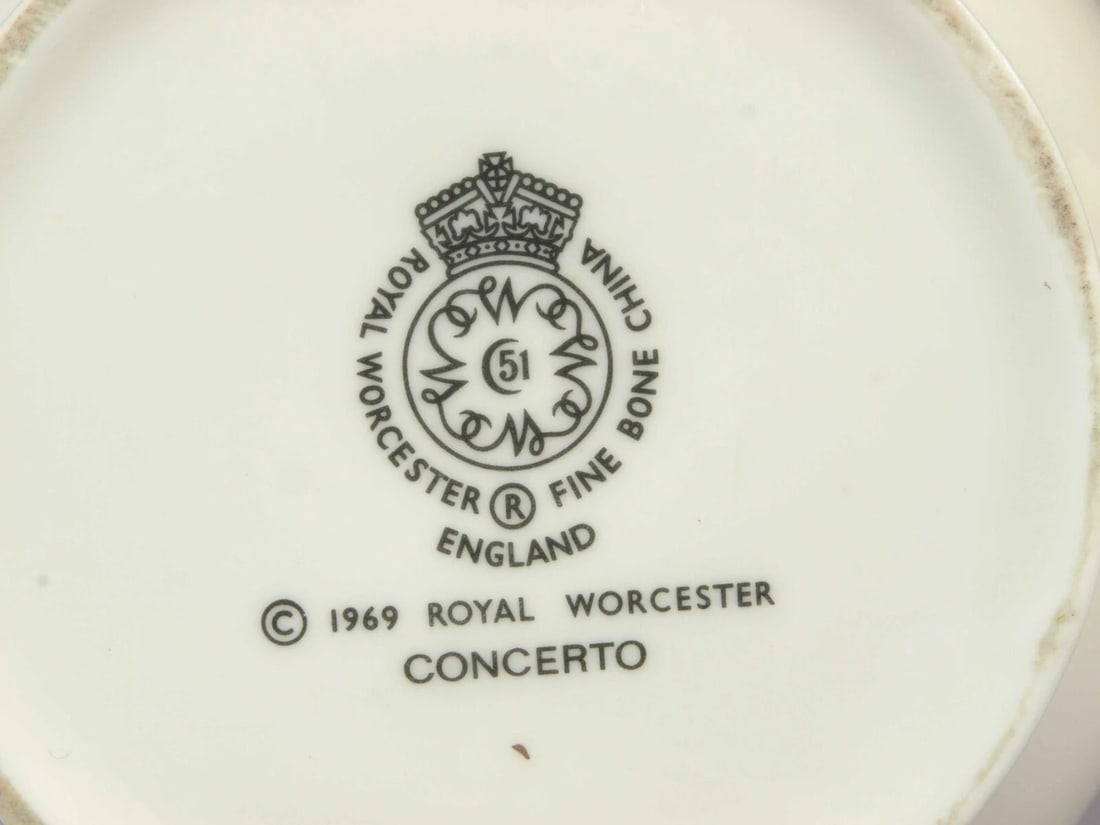 51
ROYAL WORCESTER ® FINE BONE CHINA
ENGLAND
© 1969 ROYAL WORCESTER
CONCERTO